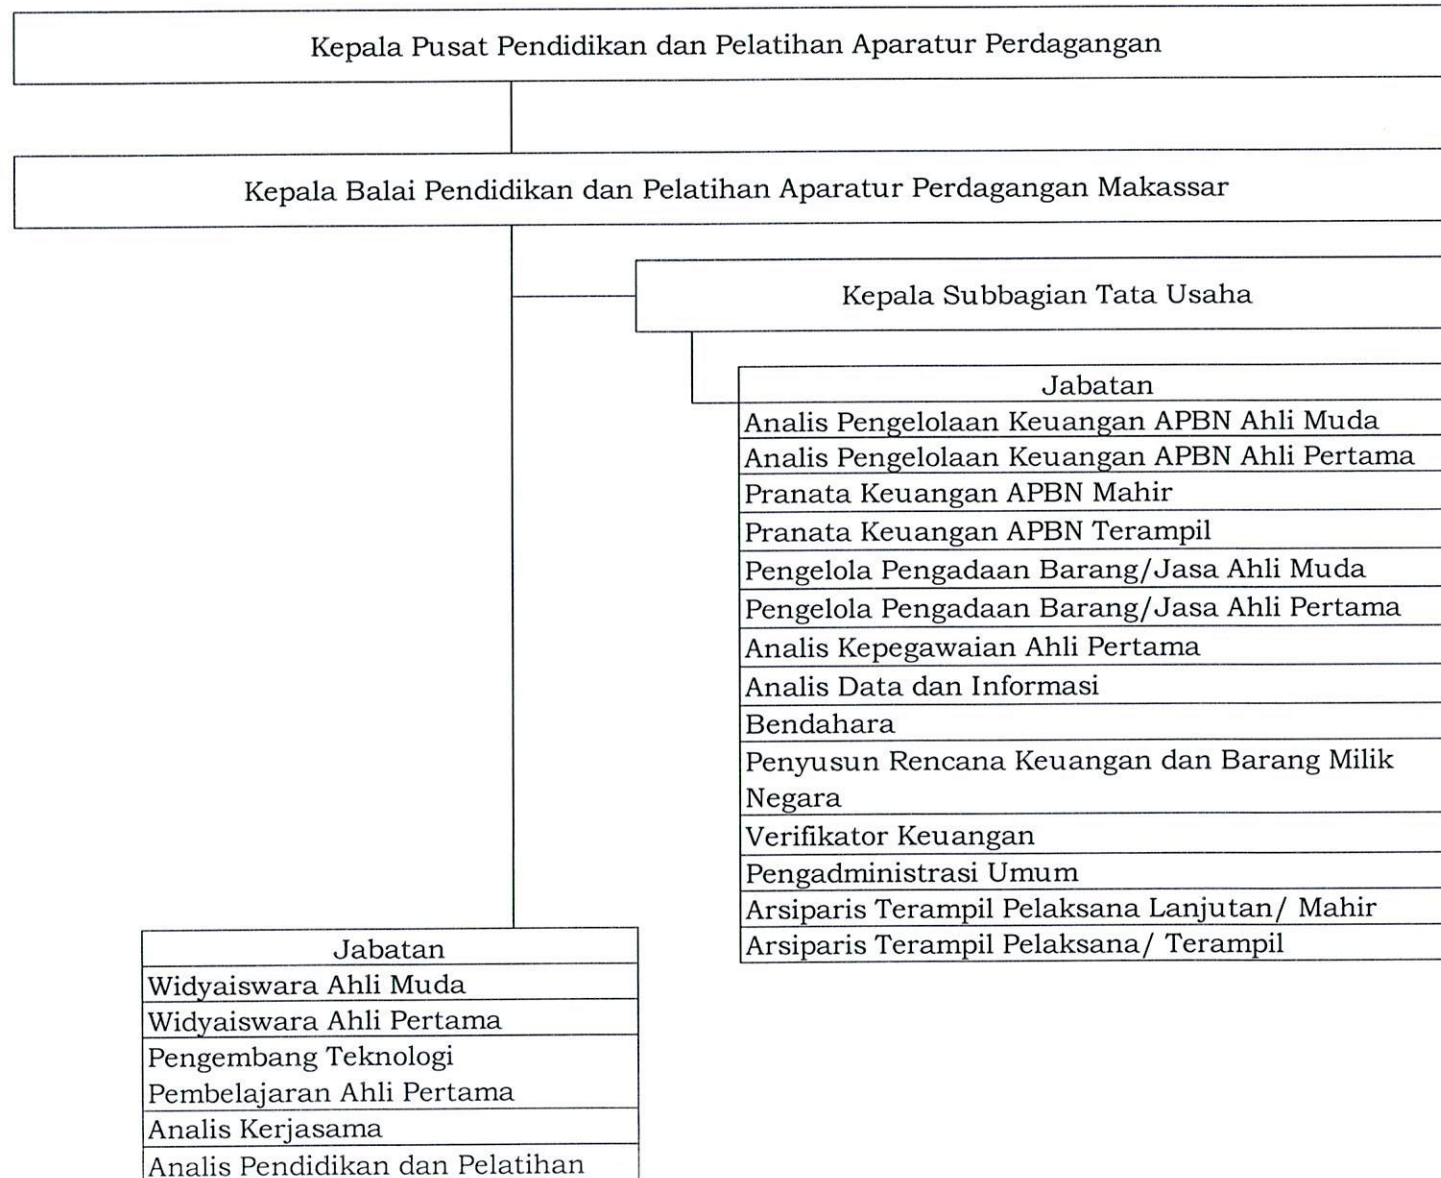 Kepala Pusat Pendidikan dan Pelatihan Aparatur Perdagangan
Kepala Balai Pendidikan dan Pelatihan Aparatur Perdagangan Makassar
Kepala Subbagian Tata Usaha
Jabatan
Analis Pengelolaan Keuangan APBN Ahli Muda
Analis Pengelolaan Keuangan APBN Ahli Pertama
Pranata Keuangan APBN Mahir
Pranata Keuangan APBN Terampil
Pengelola Pengadaan Barang/Jasa Ahli Muda
Pengelola Pengadaan Barang/Jasa Ahli Pertama
Analis Kepegawaian Ahli Pertama
Analis Data dan Informasi
Bendahara
Penyusun Rencana Keuangan dan Barang Milik
Negara
Verifikator Keuangan
Pengadministrasi Umum
Arsiparis Terampil Pelaksana Lanjutan/ Mahir
Arsiparis Terampil Pelaksana/ Terampil
Jabatan
Widyaiswara Ahli Muda
Widyaiswara Ahli Pertama
Pengembang Teknologi
Pembelajaran Ahli Pertama
Analis Kerjasama
Analis Pendidikan dan Pelatihan